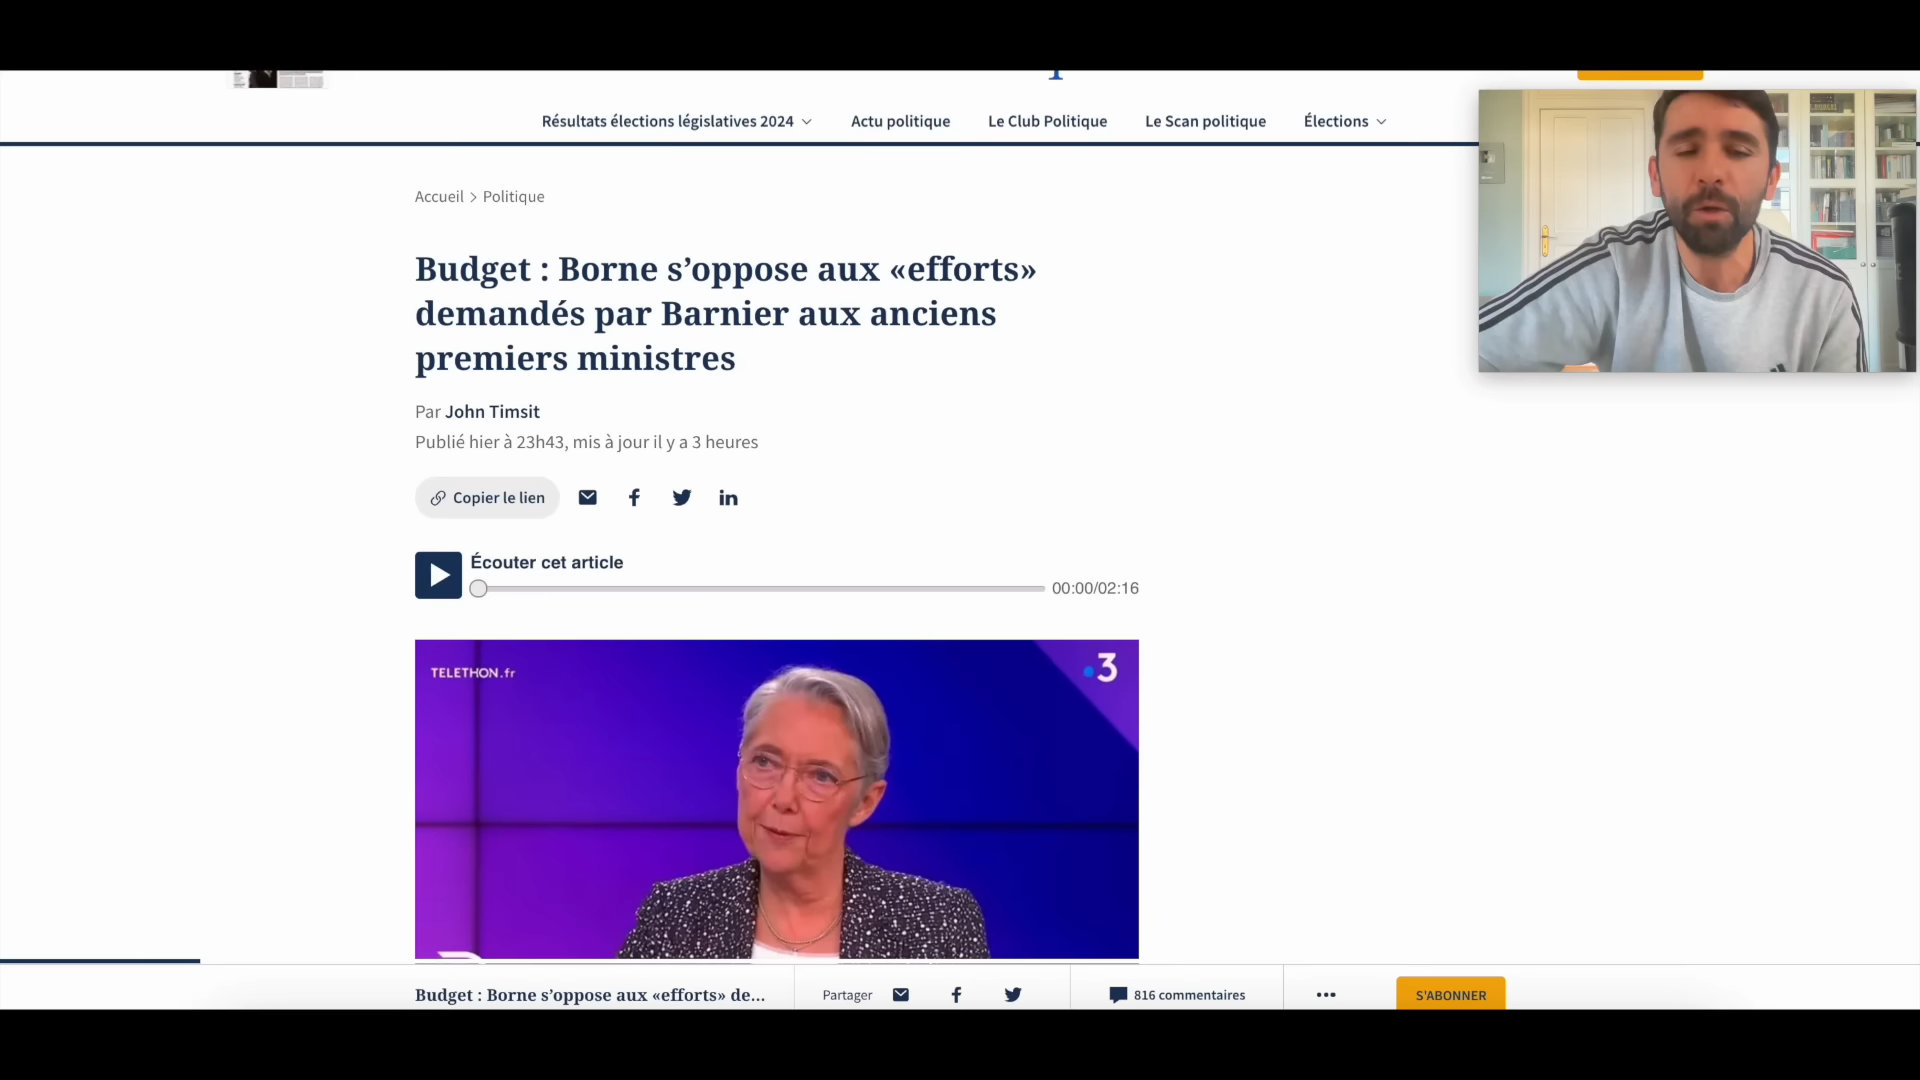 Résultats élections législatives 2024 Actu politique Le Club Politique Le Scan politique Élections
Accueil > Politique
Budget : Borne s’oppose aux «efforts»
demandés par Barnier aux anciens
premiers ministres
Par John Timsit
Publié hier à 23h43, mis à jour il y a 3 heures
Copier le lien
Écouter cet article
00:00/02:16
TELETHON.fr
3
Budget : Borne s’oppose aux «efforts» de... Partager 816 commentaires S'ABONNER